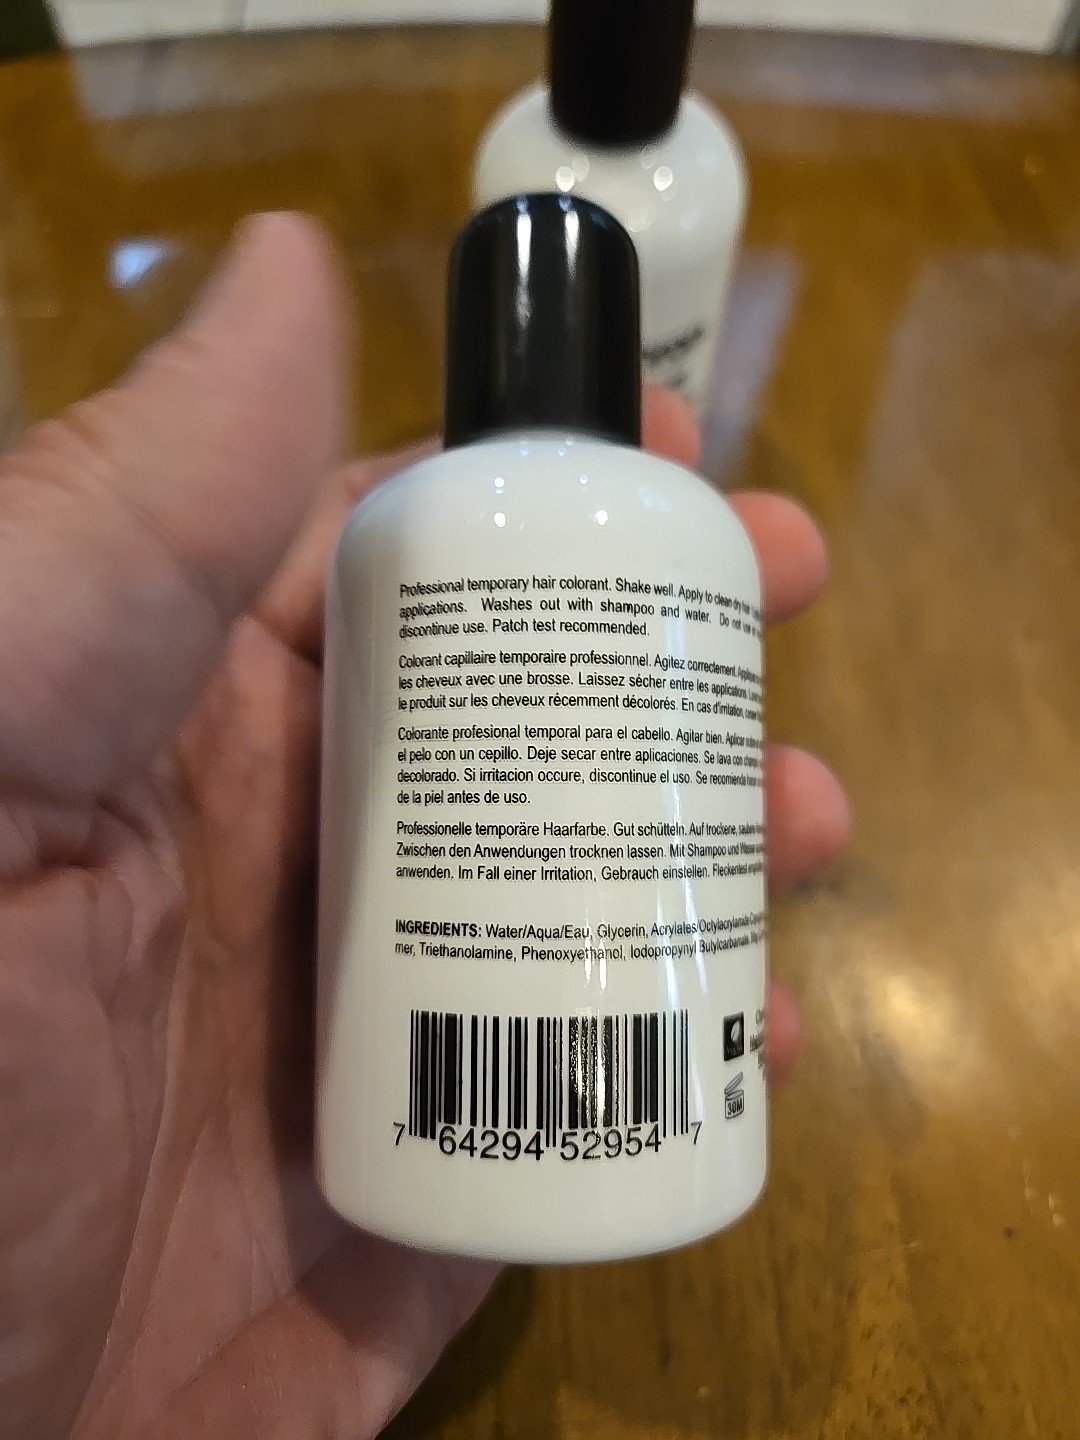 Professional temporary hair colorant. Shake well. Apply to clean dry hair
applications. Washes out with shampoo and water. Do not use
discontinue use. Patch test recommended.
Colorant capillaire temporaire professionnel. Agitez correctement.
les cheveux avec une brosse. Laissez sécher entre les applications.
le produit sur les cheveux récemment décolorés. En cas d'irritation,
Colorante profesional temporal para el cabello. Agitar bien. Aplicar
el pelo con un cepillo. Deje secar entre aplicaciones. Se lava con
decolorado. Si irritacion occure, discontinue el uso. Se recomienda
de la piel antes de uso.
Professionelle temporäre Haarfarbe. Gut schütteln. Auf trockene,
Zwischen den Anwendungen trocknen lassen. Mit Shampoo und Wasser
anwenden. Im Fall einer Irritation, Gebrauch einstellen.
INGREDIENTS: Water/Aqua/Eau, Glycerin, Acrylates/Octylacrylamide
mer, Triethanolamine, Phenoxyethanol, Iodopropynyl Butylcarbamate.
30M
7 64294 52954 7